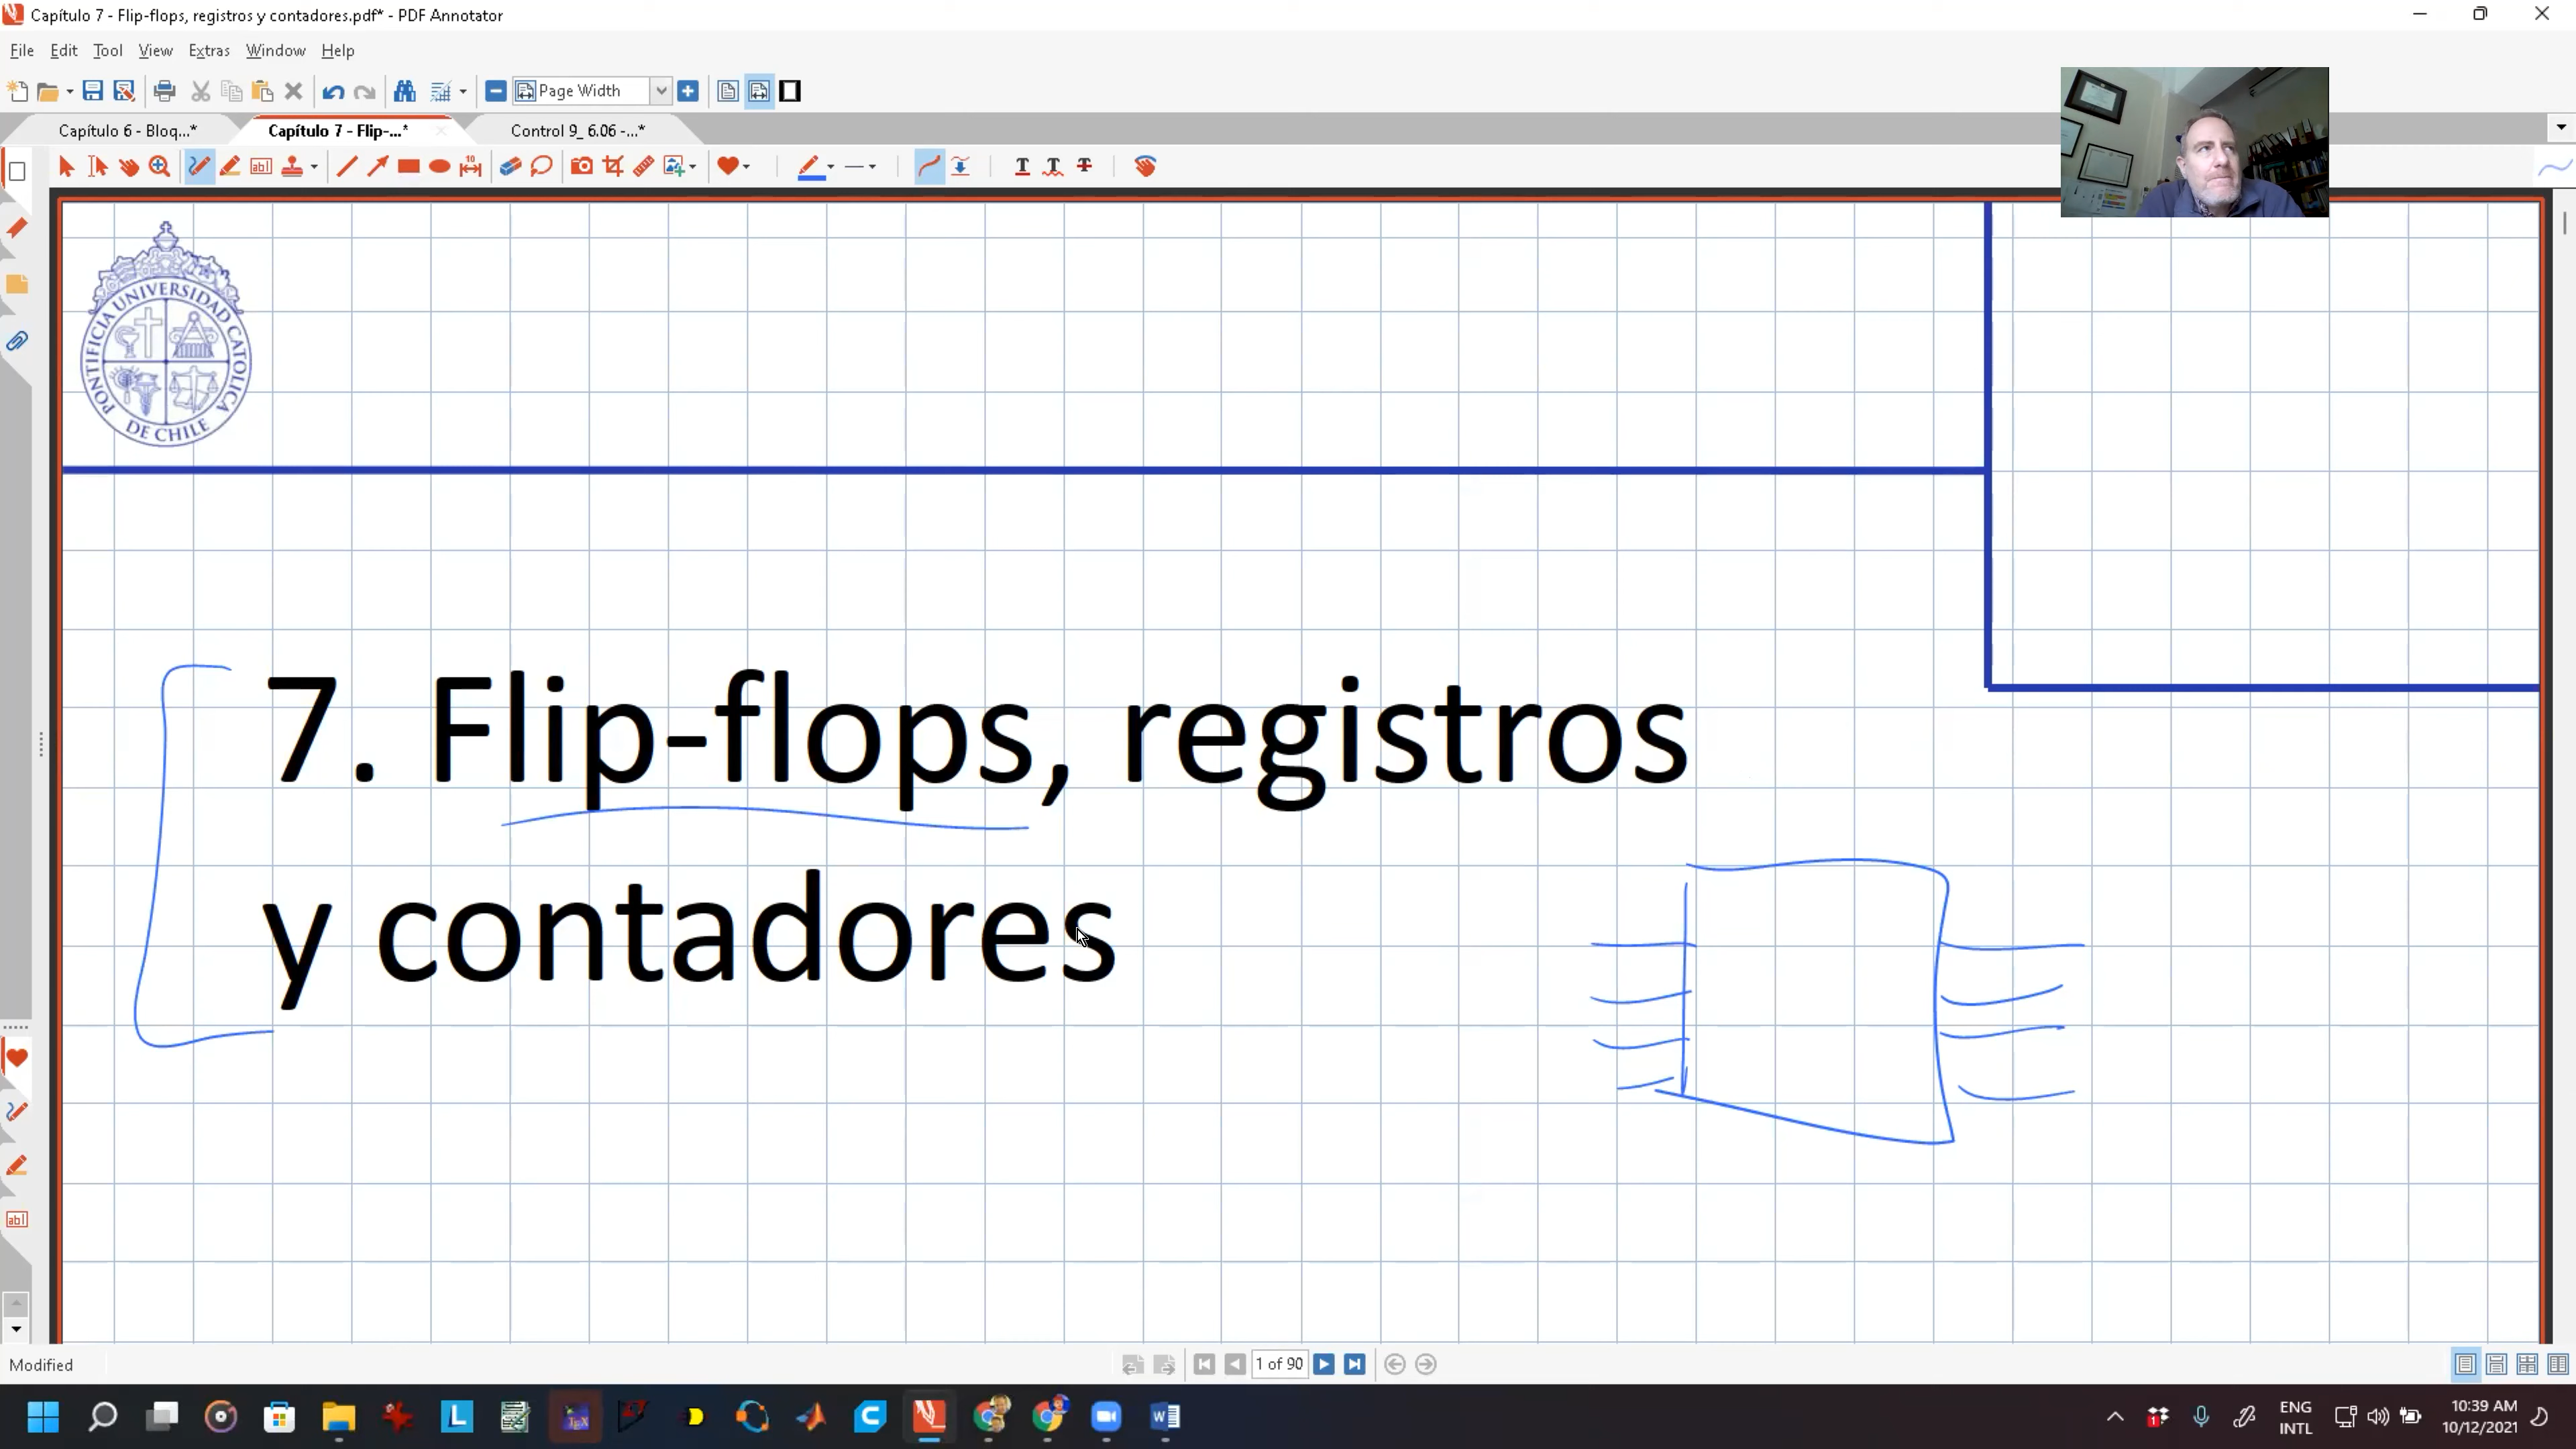 Capítulo 7 - Flip-flops, registros y contadores.pdf* - PDF Annotator
File Edit Tool View Extras Window Help
Page Width
Capítulo 6 - Bloq...* Capítulo 7 - Flip-...* Control 9_ 6.06 -...*
PONTIFICIA UNIVERSIDAD CATOLICA
DE CHILE
7. Flip-flops, registros
y contadores
Modified
1 of 90
ENG
INTL
10:39 AM
10/12/2021